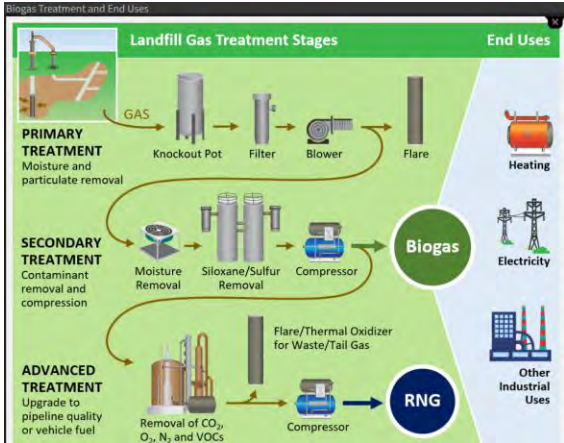 Biogas Treatment and End Uses
Landfill Gas Treatment Stages
End Uses
GAS
PRIMARY
TREATMENT
Moisture and
particulate removal
Knockout Pot
Filter
Blower
Flare
Heating
SECONDARY
TREATMENT
Contaminant
removal and
compression
Moisture
Removal
Siloxane/Sulfur
Removal
Compressor
Biogas
Electricity
ADVANCED
TREATMENT
Upgrade to
pipeline quality
or vehicle fuel
Flare/Thermal Oxidizer
for Waste/Tail Gas
Removal of CO₂,
O₂, N₂ and VOCs
Compressor
RNG
Other
Industrial
Uses